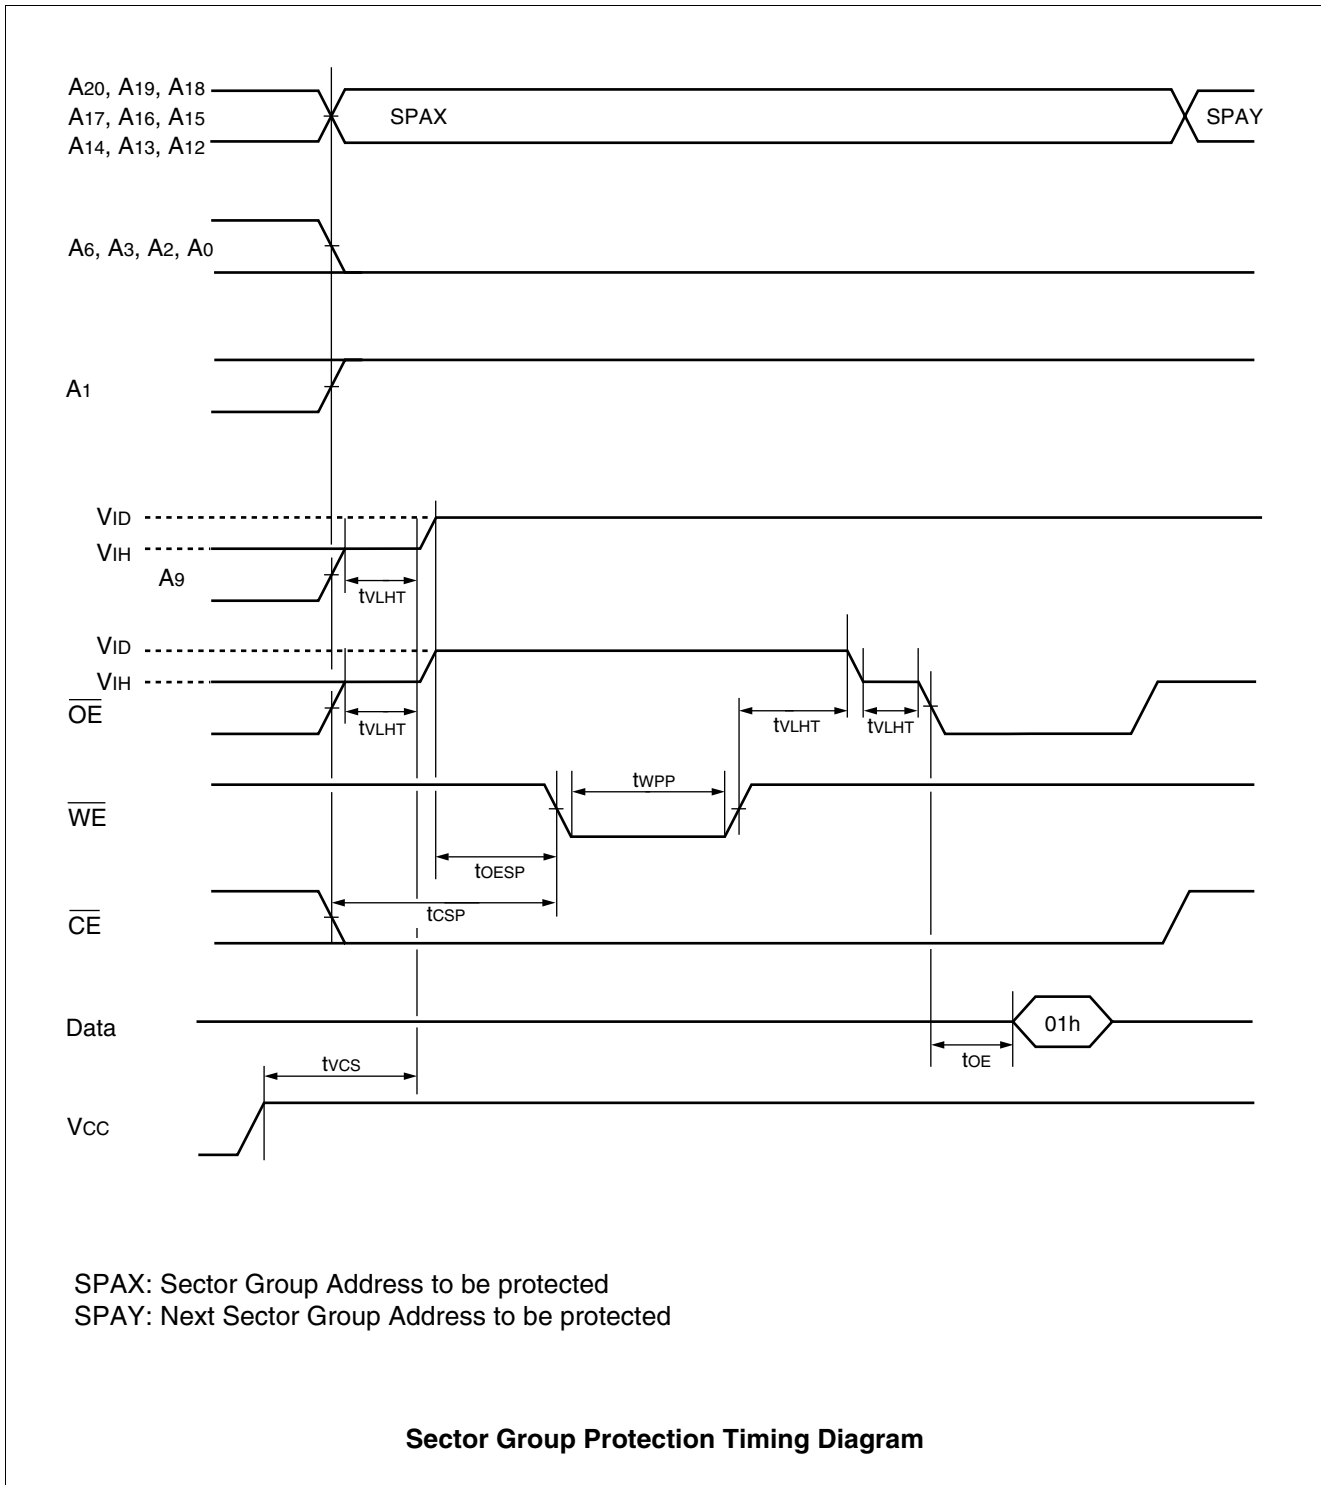 A20, A19, A18
A17, A16, A15
A14, A13, A12
SPAX
SPAY
A6, A3, A2, A0
A1
VID
VIH
A9
tVLHT
VID
VIH
OE
tVLHT
tVLHT
tVLHT
WE
tWPP
tOESP
CE
tCSP
Data
01h
tOE
tVCS
VCC
SPAX: Sector Group Address to be protected
SPAY: Next Sector Group Address to be protected
Sector Group Protection Timing Diagram